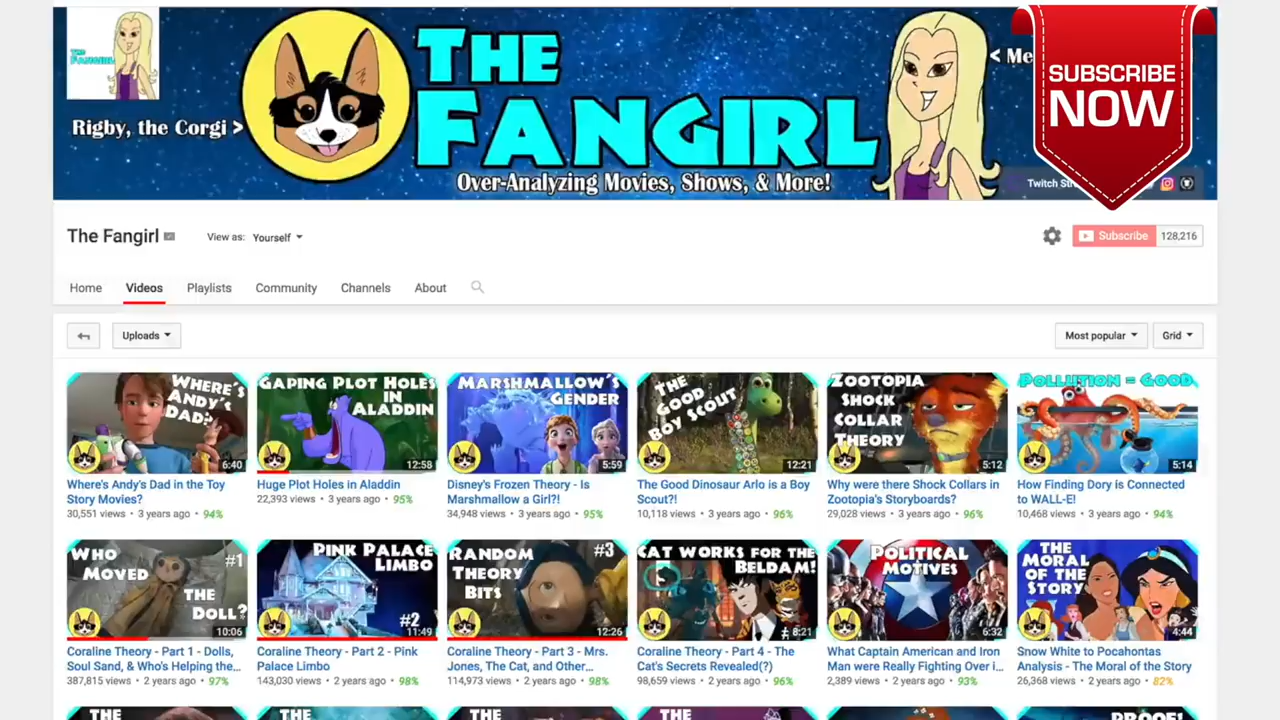 THE
FANGIRL
THE
FANGIRL
Over-Analyzing Movies, Shows, & More!
Rigby, the Corgi >
< Me
SUBSCRIBE
NOW
Twitch Str
The Fangirl
View as: Yourself
Subscribe 128,216
Home Videos Playlists Community Channels About
Uploads
Most popular Grid
WHERE'S
ANDY'S
DAD?
6:40
GAPING PLOT HOLES
IN
ALADDIN
12:58
MARSHMALLOW'S
GENDER
5:59
THE
GOOD
BOY SCOUT
12:21
ZOOTOPIA
SHOCK
COLLAR
THEORY
5:12
POLLUTION = GOOD
5:14
Where's Andy's Dad in the Toy
Story Movies?
30,551 views • 3 years ago • 94%
Huge Plot Holes in Aladdin
22,393 views • 3 years ago • 95%
Disney's Frozen Theory - Is
Marshmallow a Girl?!
34,948 views • 3 years ago • 95%
The Good Dinosaur Arlo is a Boy
Scout?!
10,118 views • 3 years ago • 96%
Why were there Shock Collars in
Zootopia's Storyboards?
29,028 views • 3 years ago • 96%
How Finding Dory is Connected
to WALL-E!
10,468 views • 3 years ago • 94%
WHO
MOVED
#1
THE
DOLL?
10:06
PINK PALACE
LIMBO
#2
11:49
RANDOM
THEORY
BITS
#3
12:26
CAT WORKS FOR THE
BELDAM!
8:21
POLITICAL
MOTIVES
6:32
THE
MORAL
OF THE
STORY
4:44
Coraline Theory - Part 1 - Dolls,
Soul Sand, & Who's Helping the...
387,815 views • 2 years ago • 97%
Coraline Theory - Part 2 - Pink
Palace Limbo
143,030 views • 2 years ago • 98%
Coraline Theory - Part 3 - Mrs.
Jones, The Cat, and Other...
114,973 views • 2 years ago • 98%
Coraline Theory - Part 4 - The
Cat's Secrets Revealed(?)
98,659 views • 2 years ago • 96%
What Captain American and Iron
Man were Really Fighting Over i...
2,389 views • 2 years ago • 93%
Snow White to Pocahontas
Analysis - The Moral of the Story
26,368 views • 2 years ago • 82%
THE
THE
THE
THE
PROOF: